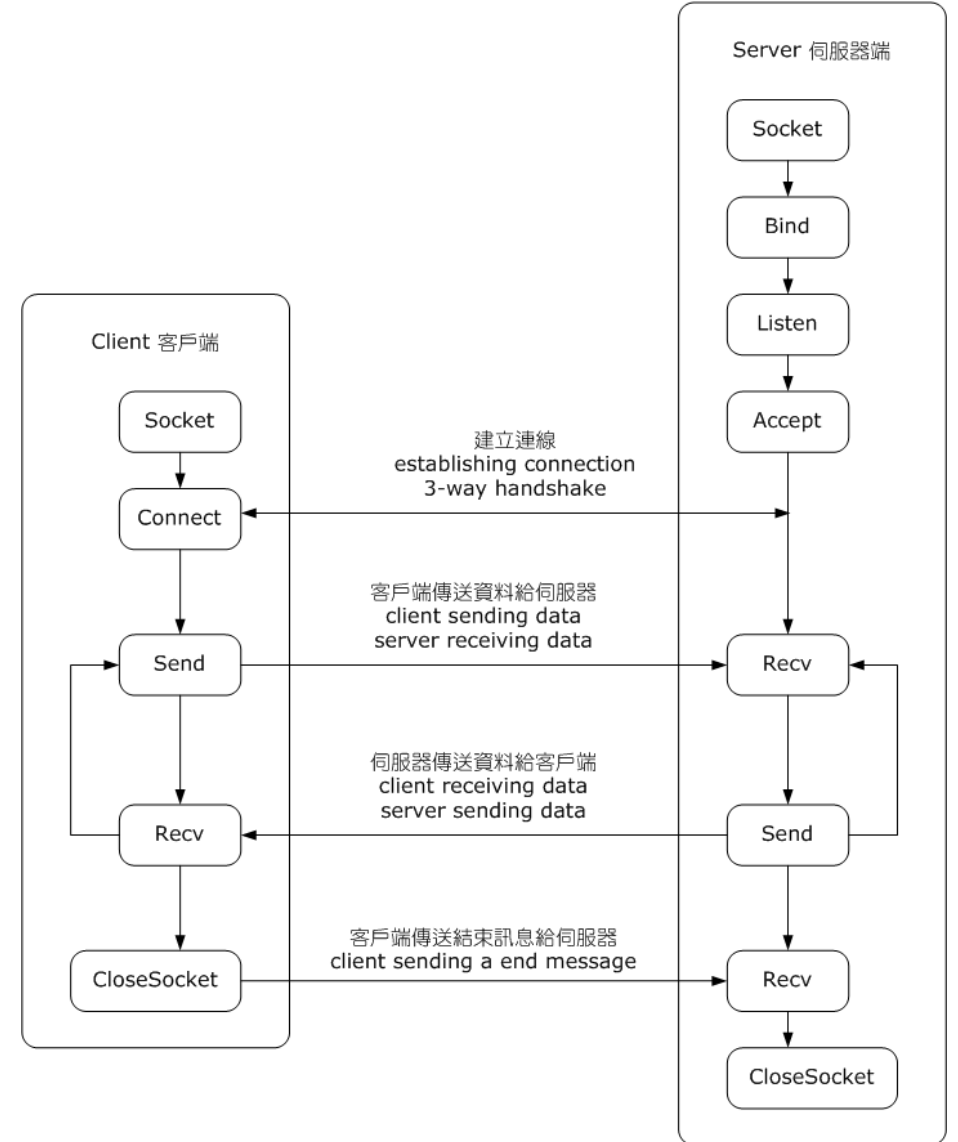 Server 伺服器端
Socket
Bind
Listen
Accept
Client 客戶端
Socket
Connect
建立連線
establishing connection
3-way handshake
客戶端傳送資料給伺服器
client sending data
server receiving data
Send
Recv
伺服器傳送資料給客戶端
client receiving data
server sending data
Recv
Send
客戶端傳送結束訊息給伺服器
client sending a end message
CloseSocket
Recv
CloseSocket